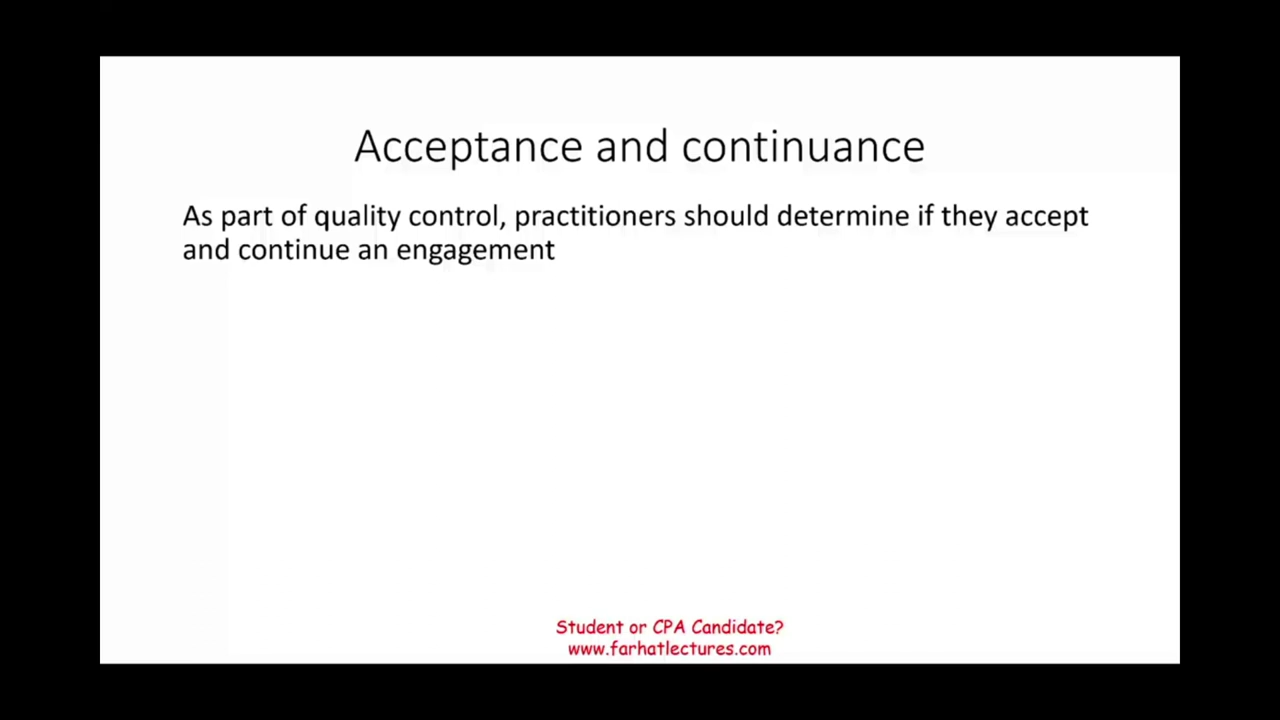 Acceptance and continuance
As part of quality control, practitioners should determine if they accept
and continue an engagement
Student or CPA Candidate?
www.farhatlectures.com